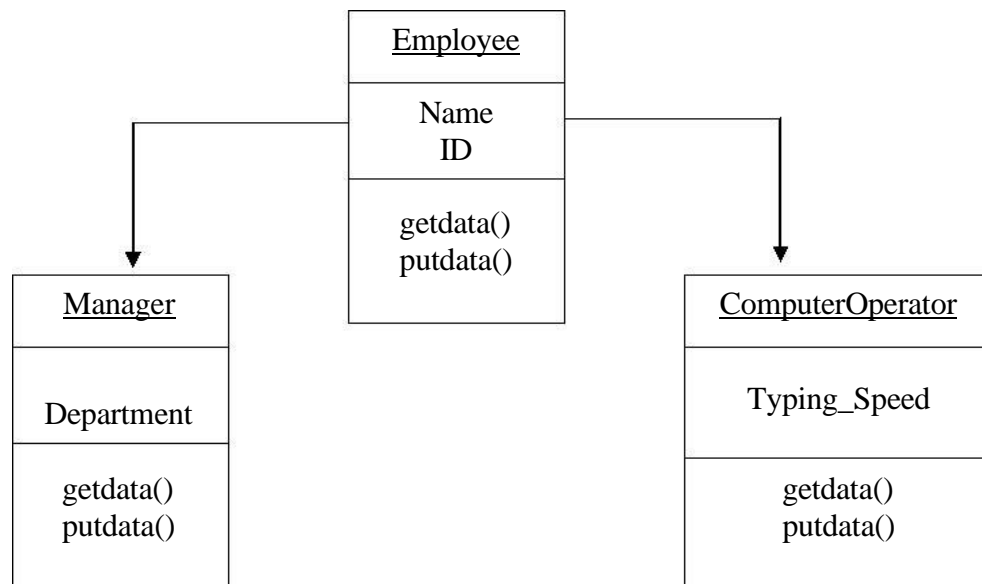 Employee
Name
ID
getdata()
putdata()
Manager
Department
getdata()
putdata()
ComputerOperator
Typing_Speed
getdata()
putdata()